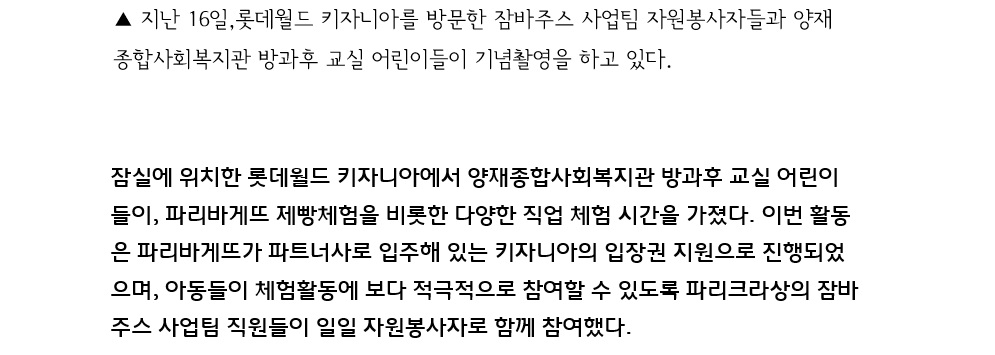 ▲ 지난 16일,롯데월드 키자니아를 방문한 잠바주스 사업팀 자원봉사자들과 양재
종합사회복지관 방과후 교실 어린이들이 기념촬영을 하고 있다.
잠실에 위치한 롯데월드 키자니아에서 양재종합사회복지관 방과후 교실 어린이
들이, 파리바게뜨 제빵체험을 비롯한 다양한 직업 체험 시간을 가졌다. 이번 활동
은 파리바게뜨가 파트너사로 입주해 있는 키자니아의 입장권 지원으로 진행되었
으며, 아동들이 체험활동에 보다 적극적으로 참여할 수 있도록 파리크라상의 잠바
주스 사업팀 직원들이 일일 자원봉사자로 함께 참여했다.